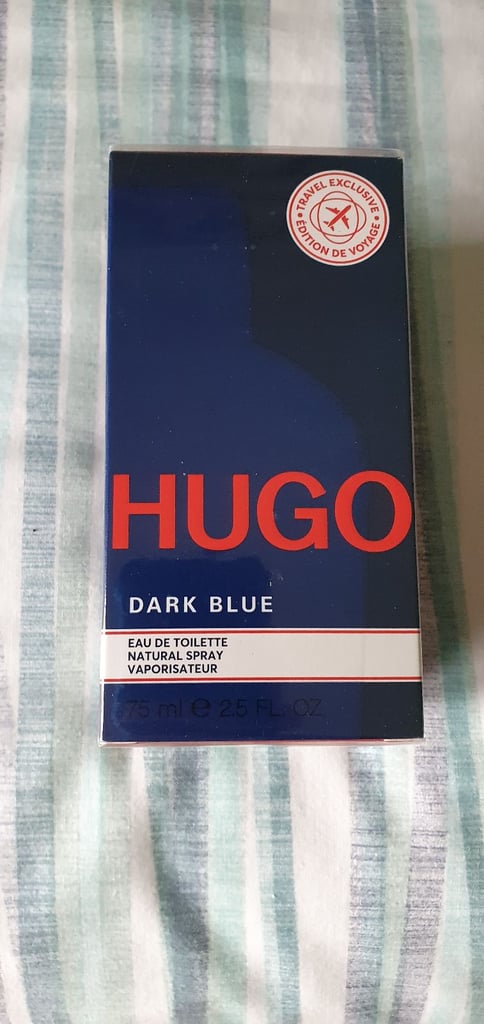 • TRAVEL EXCLUSIVE •
ÉDITION DE VOYAGE
HUGO
DARK BLUE
EAU DE TOILETTE
NATURAL SPRAY
VAPORISATEUR
75 ml e 2.5 FL. OZ